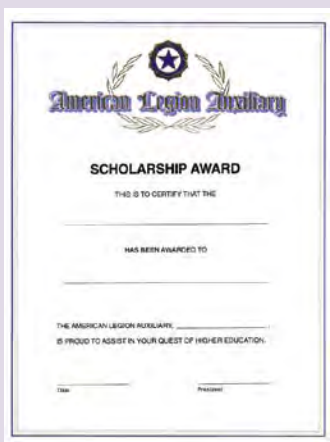 American Legion Auxiliary
SCHOLARSHIP AWARD
THIS IS TO CERTIFY THAT THE
HAS BEEN AWARDED TO
THE AMERICAN LEGION AUXILIARY,
IS PROUD TO ASSIST IN YOUR QUEST OF HIGHER EDUCATION.
Date President